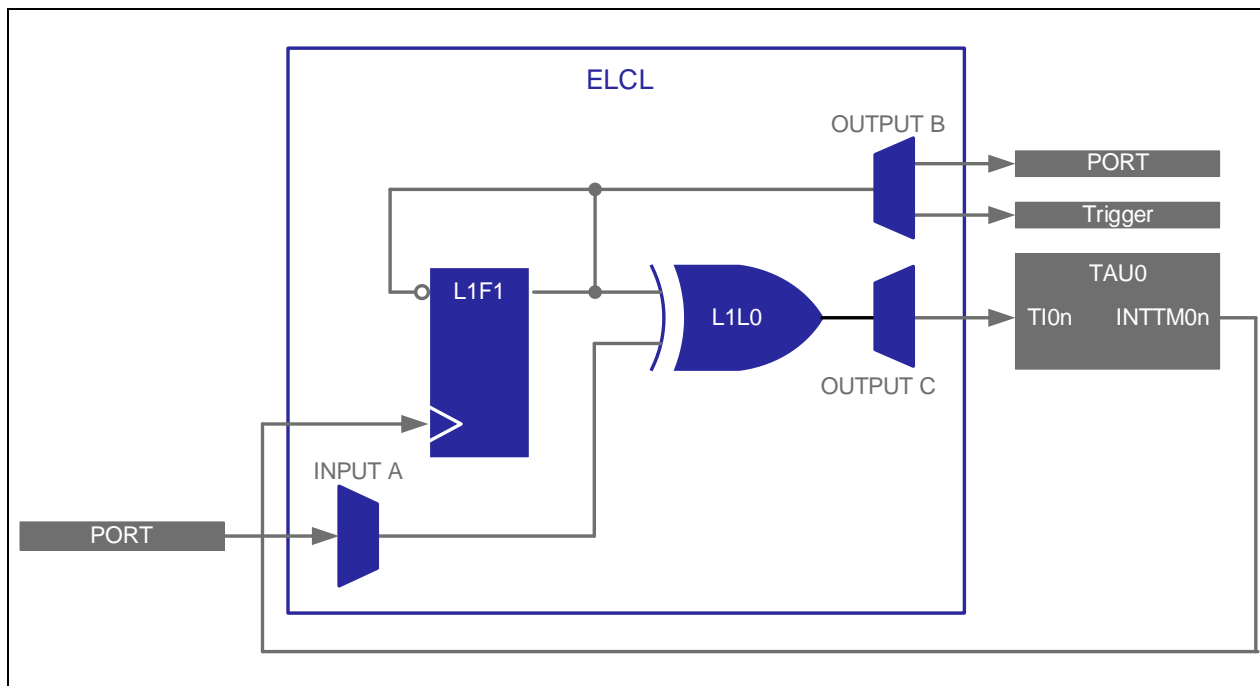 ELCL
OUTPUT B
PORT
Trigger
L1F1
L1L0
TAU0
TI0n INTTM0n
OUTPUT C
INPUT A
PORT